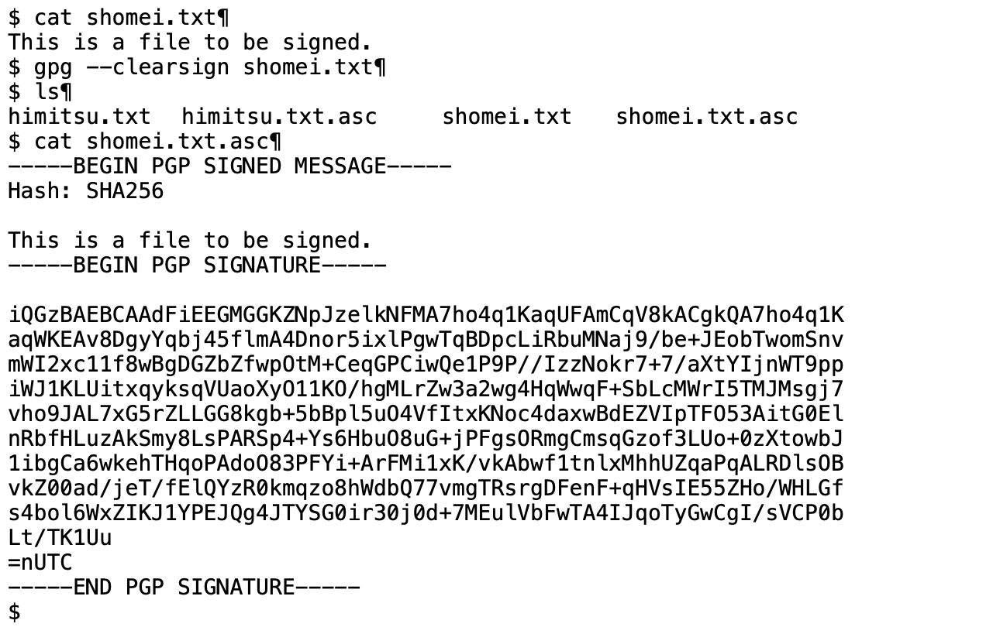 $ cat shomei.txt¶
This is a file to be signed.
$ gpg --clearsign shomei.txt¶
$ ls¶
himitsu.txt  himitsu.txt.asc     shomei.txt   shomei.txt.asc
$ cat shomei.txt.asc¶
-----BEGIN PGP SIGNED MESSAGE-----
Hash: SHA256

This is a file to be signed.
-----BEGIN PGP SIGNATURE-----

iQGzBAEBCAAdFiEEGMGGKZNpJzelkNFMA7ho4q1KaqUFAmCqV8kACgkQA7ho4q1K
aqWKEAv8DgyYqbj45flmA4Dnor5ixlPgwTqBDpcLiRbuMNaj9/be+JEobTwomSnv
mWI2xc11f8wBgDGZbZfwpOtM+CeqGPCiwQe1P9P//IzzNokr7+7/aXtYIjnWT9pp
iWJ1KLUitxqyksqVUaoXyO11KO/hgMLrZw3a2wg4HqWwqF+SbLcMWrI5TMJMsgj7
vho9JAL7xG5rZLLGG8kgb+5bBpl5uO4VfItxKNoc4daxwBdEZVIpTFO53AitG0El
nRbfHLuzAkSmy8LsPARSp4+Ys6HbuO8uG+jPFgsORmgCmsqGzof3LUo+0zXtowbJ
1ibgCa6wkehTHqoPAdoO83PFYi+ArFMi1xK/vkAbwf1tnlxMhhUZqaPqALRDlsOB
vkZ00ad/jeT/fElQYzR0kmqzo8hWdbQ77vmgTRsrgDFenF+qHVsIE55ZHo/WHLGf
s4bol6WxZIKJ1YPEJQg4JTYSG0ir30j0d+7MEulVbFwTA4IJqoTyGwCgI/sVCP0b
Lt/TK1Uu
=nUTC
-----END PGP SIGNATURE-----
$